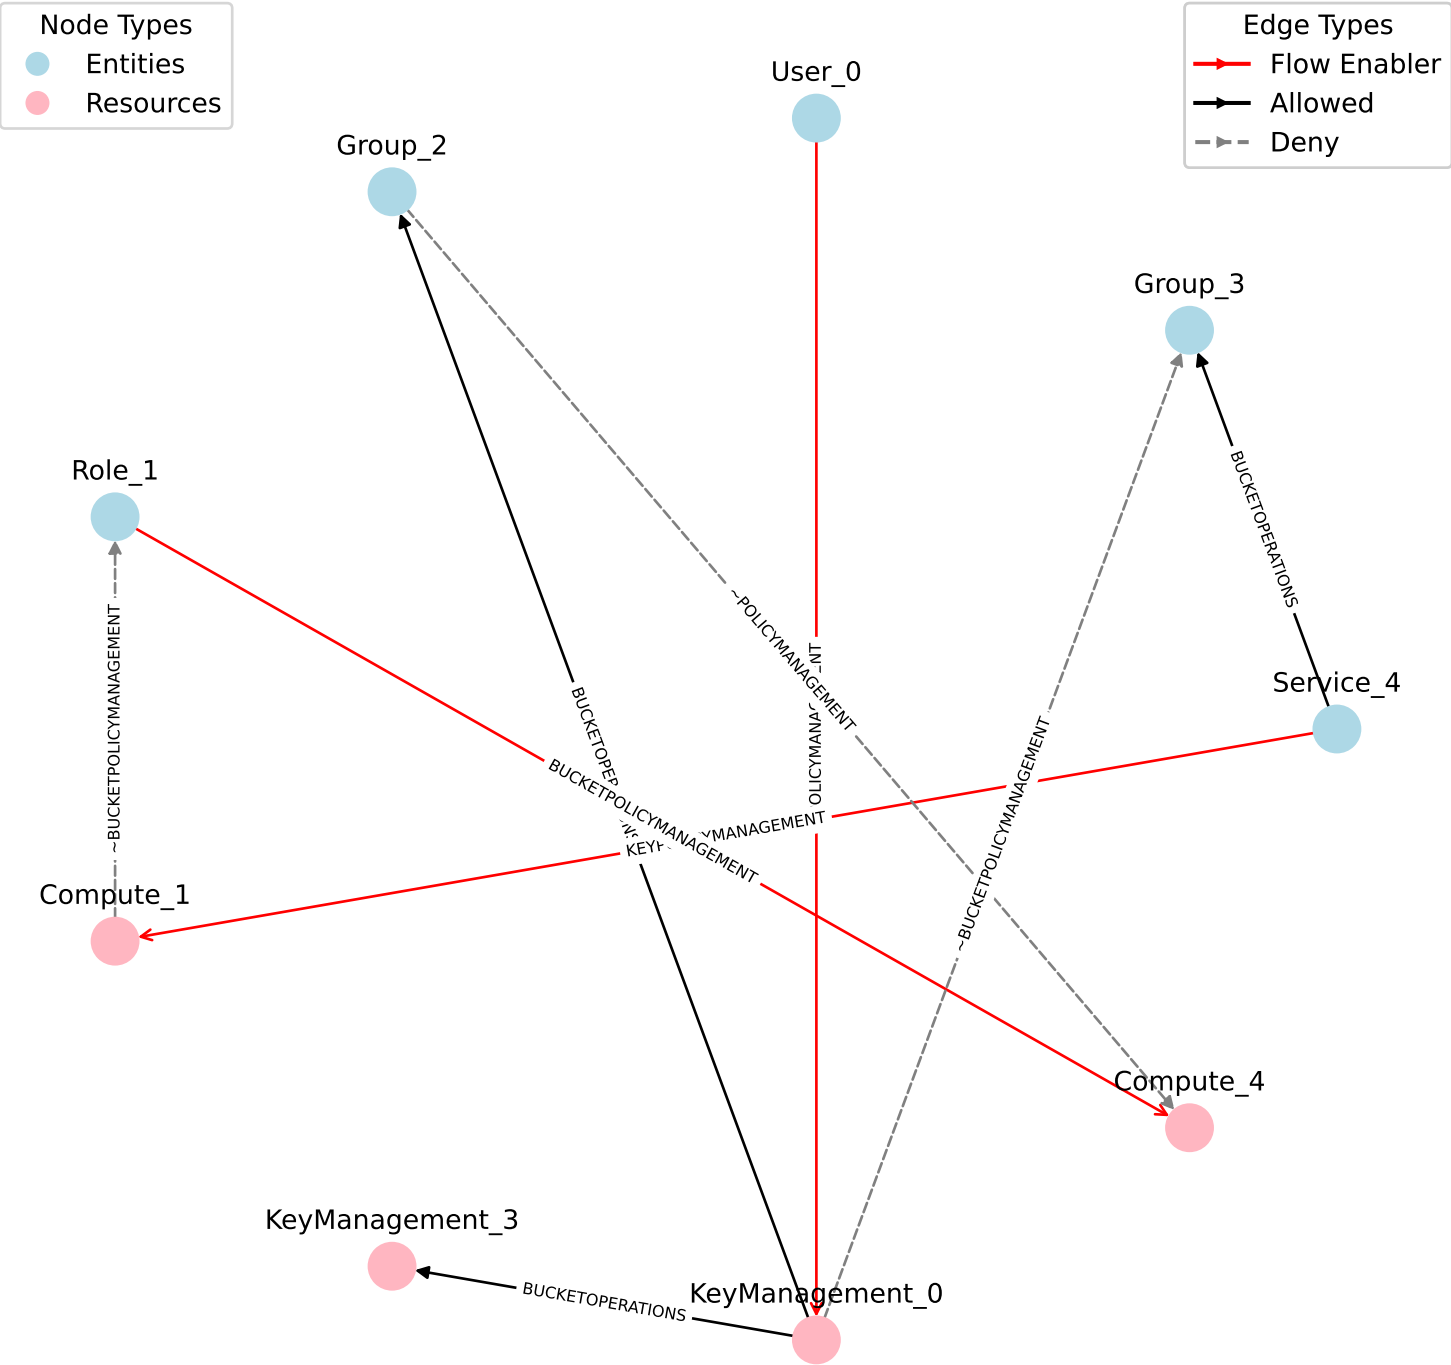 Node Types
Entities
Resources
Edge Types
Flow Enabler
Allowed
Deny
User_0
Group_2
Group_3
Role_1
BUCKETOPERATIONS
~POLICYMANAGEMENT
~BUCKETPOLICYMANAGEMENT
Service_4
~BUCKETPOLICYMANAGEMENT
BUCKETPOLICYMANAGEMENT
Compute_1
Compute_4
KeyManagement_3
KeyManagement_0
BUCKETOPERATIONS